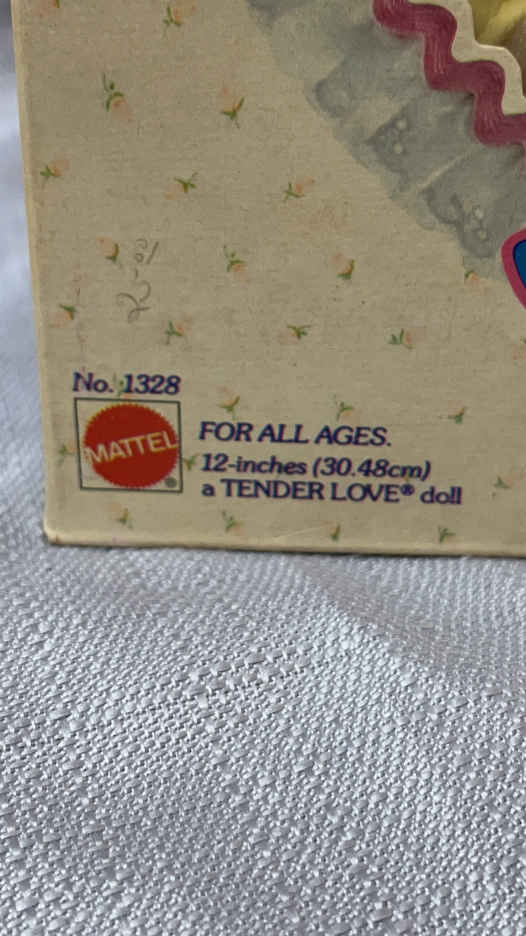 No. 1328
MATTEL
®
FOR ALL AGES.
12-inches (30.48cm)
a TENDER LOVE® doll